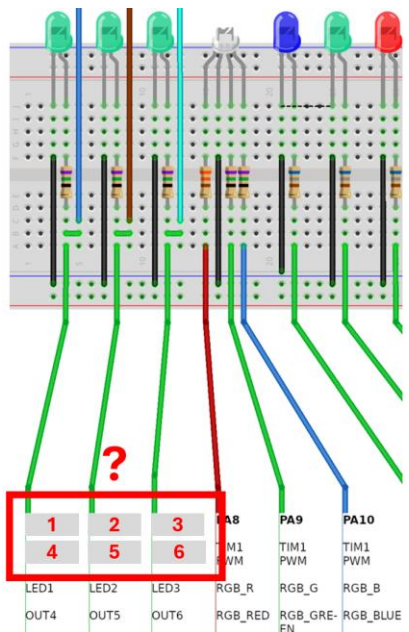 ?
1 2 3 PA8 PA9 PA10
4 5 6 TIM1 PWM TIM1 PWM TIM1 PWM
LED1 LED2 LED3 RGB_R RGB_G RGB_B
OUT4 OUT5 OUT6 RGB_RED RGB_GRE-EN RGB_BLUE